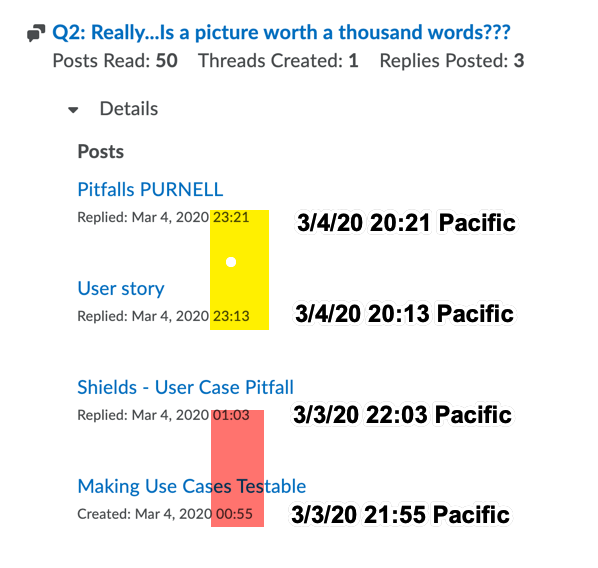 Q2: Really...Is a picture worth a thousand words???
Posts Read: 50 Threads Created: 1 Replies Posted: 3
Details
Posts
Pitfalls PURNELL
Replied: Mar 4, 2020 23:21 3/4/20 20:21 Pacific
User story
Replied: Mar 4, 2020 23:13 3/4/20 20:13 Pacific
Shields - User Case Pitfall
Replied: Mar 4, 2020 01:03 3/3/20 22:03 Pacific
Making Use Cases Testable
Created: Mar 4, 2020 00:55 3/3/20 21:55 Pacific